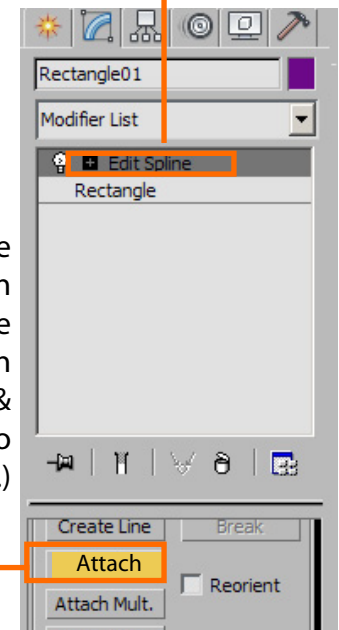 Rectangle01
Modifier List
Edit Spline
Rectangle
e
n
e
n
&
o
.)
Create Line Break
Attach
Reorient
Attach Mult.